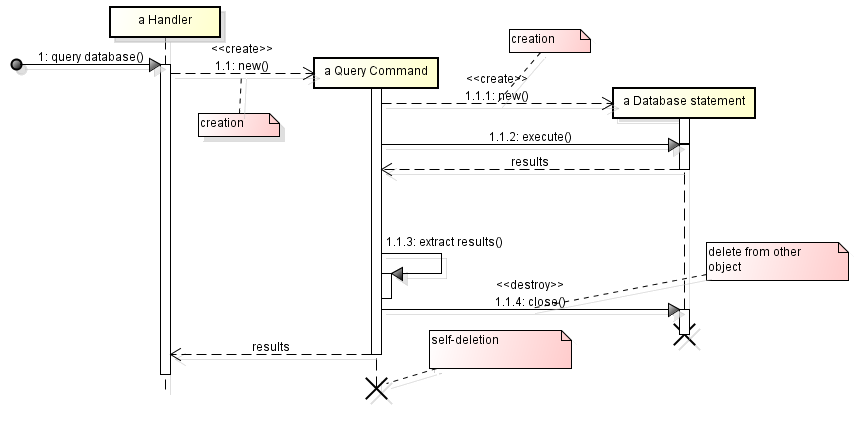 a Handler
creation
<<create>>
1: query database()
1.1: new()
a Query Command
<<create>>
1.1.1: new()
a Database statement
creation
1.1.2: execute()
results
1.1.3: extract results()
delete from other
object
<<destroy>>
1.1.4: close()
self-deletion
results